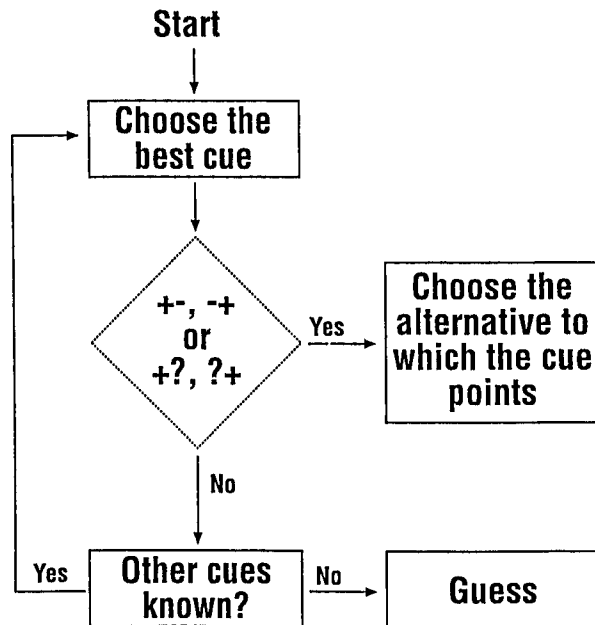 Start
Choose the
best cue
+-, -+
or
+?, ?+
Yes
Choose the
alternative to
which the cue
points
No
Other cues
known?
Yes
No
Guess